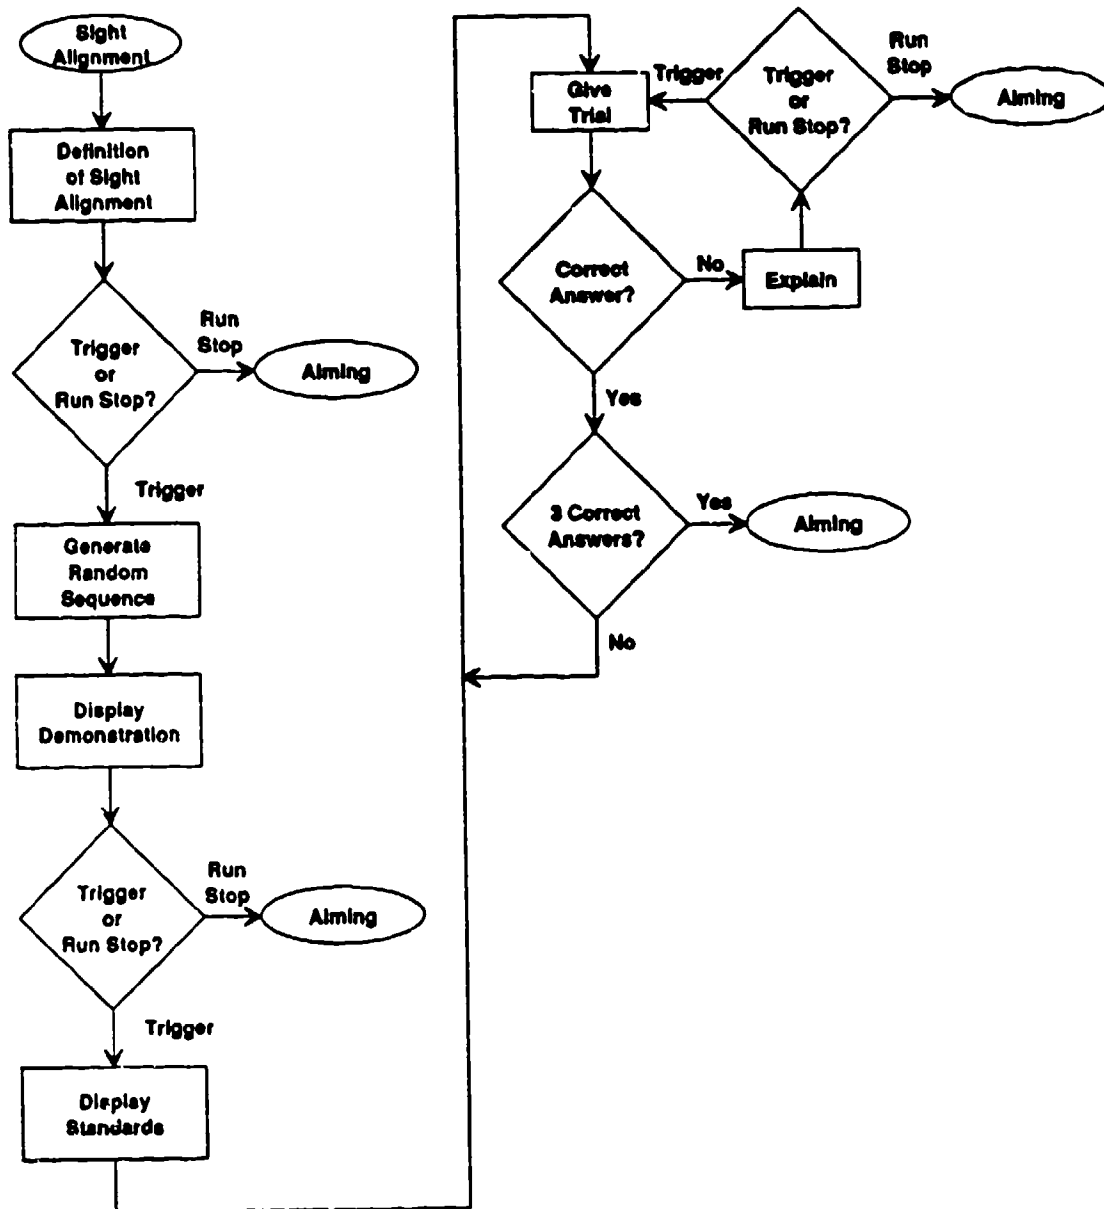 Sight
Alignment
Definition
of Sight
Alignment
Trigger
or
Run Stop?
Run
Stop
Aiming
Trigger
Generate
Random
Sequence
Display
Demonstration
Trigger
or
Run Stop?
Run
Stop
Aiming
Trigger
Display
Standards
Give
Trial
Trigger
Trigger
or
Run Stop?
Run
Stop
Aiming
Correct
Answer?
No
Explain
Yes
3 Correct
Answers?
Yes
Aiming
No